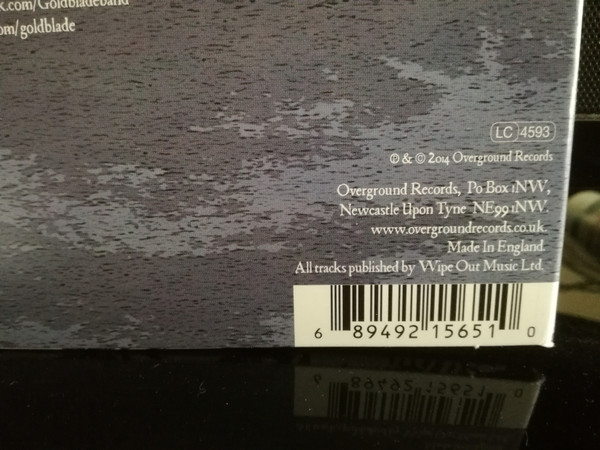 k.com/Goldbladeband
om/goldblade
LC 4593
℗ & © 2014 Overground Records
Overground Records, Po Box 1NW,
Newcastle Upon Tyne NE99 1NW.
www.overgroundrecords.co.uk
Made In England.
All tracks published by Wipe Out Music Ltd.
6 89492 15651 0